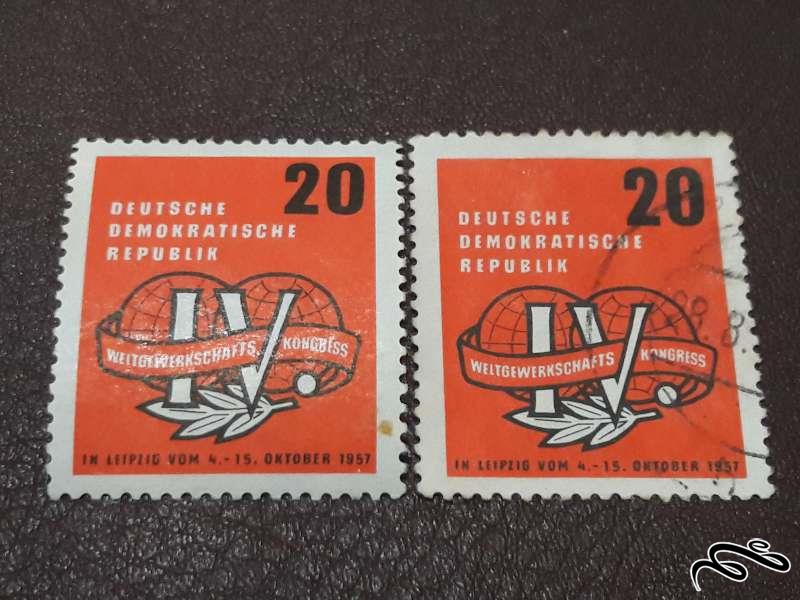 20
DEUTSCHE
DEMOKRATISCHE
REPUBLIK
IV.
WELTGEWERKSCHAFTS KONGRESS
IN LEIPZIG VOM 4.-15. OKTOBER 1957
20
DEUTSCHE
DEMOKRATISCHE
REPUBLIK
IV.
WELTGEWERKSCHAFTS KONGRESS
IN LEIPZIG VOM 4.-15. OKTOBER 1957